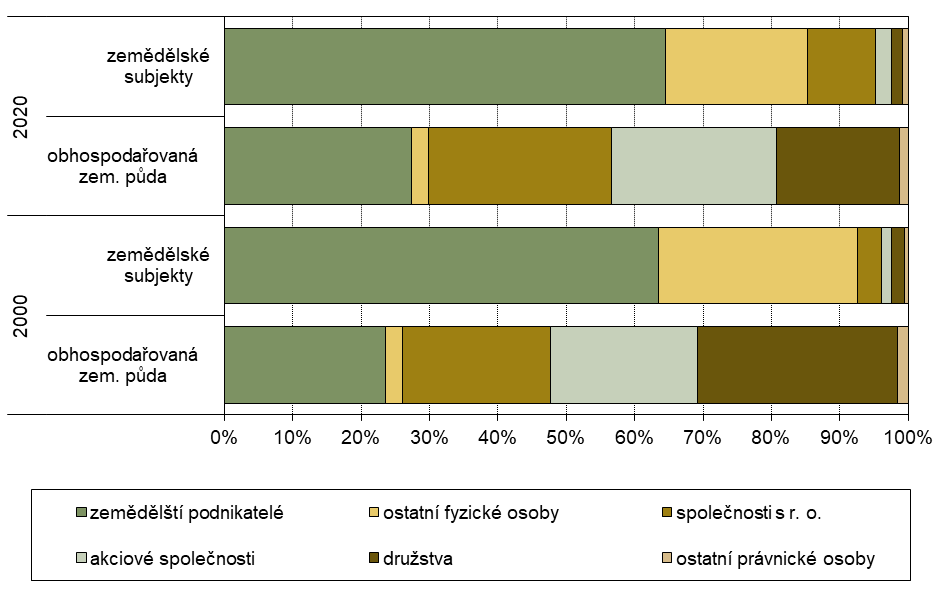 2020
zemědělské
subjekty
obhospodařovaná
zem. půda
2000
zemědělské
subjekty
obhospodařovaná
zem. půda
0% 10% 20% 30% 40% 50% 60% 70% 80% 90% 100%
zemědělští podnikatelé ostatní fyzické osoby společnosti s r. o.
akciové společnosti družstva ostatní právnické osoby